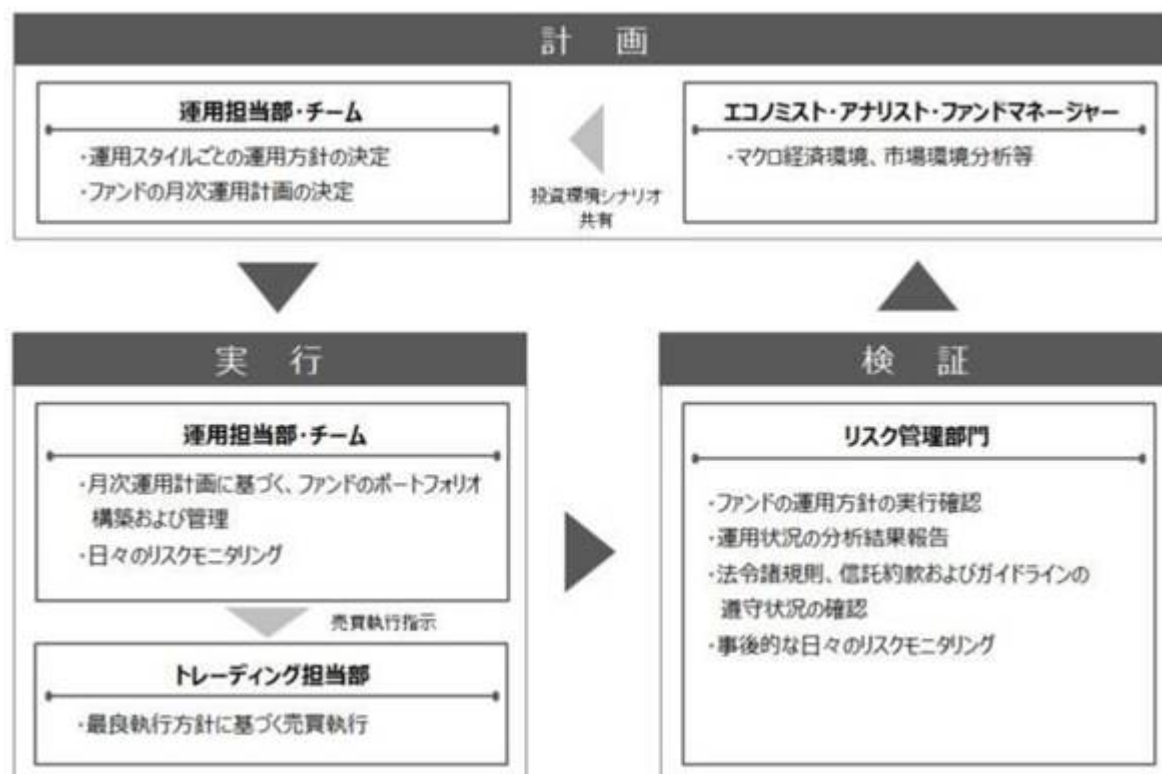 計 画
運用担当部・チーム
・運用スタイルごとの運用方針の決定
・ファンドの月次運用計画の決定
投資環境シナリオ
共有
エコノミスト・アナリスト・ファンドマネージャー
・マクロ経済環境、市場環境分析等
実 行
運用担当部・チーム
・月次運用計画に基づく、ファンドのポートフォリオ
構築および管理
・日々のリスクモニタリング
売買執行指示
トレーディング担当部
・最良執行方針に基づく売買執行
検 証
リスク管理部門
・ファンドの運用方針の実行確認
・運用状況の分析結果報告
・法令諸規則、信託約款およびガイドラインの
遵守状況の確認
・事後的な日々のリスクモニタリング